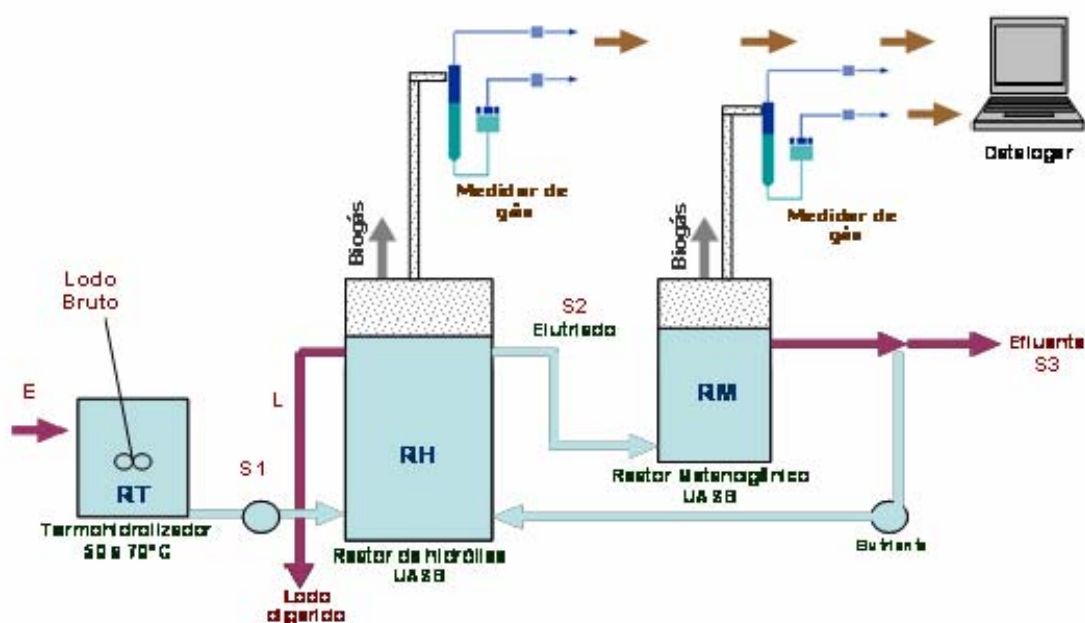 Medidor de
gás
Biogás
Datalogar
Medidor de
gás
Biogás
Lodo
Bruto
E
RT
Termohidrolizador
50 e 70°C
S1
L
Lodo
digerido
RH
Reator de hidrólise
UASB
S2
Elutriado
RM
Reator Metanogênico
UASB
Efluente
S3